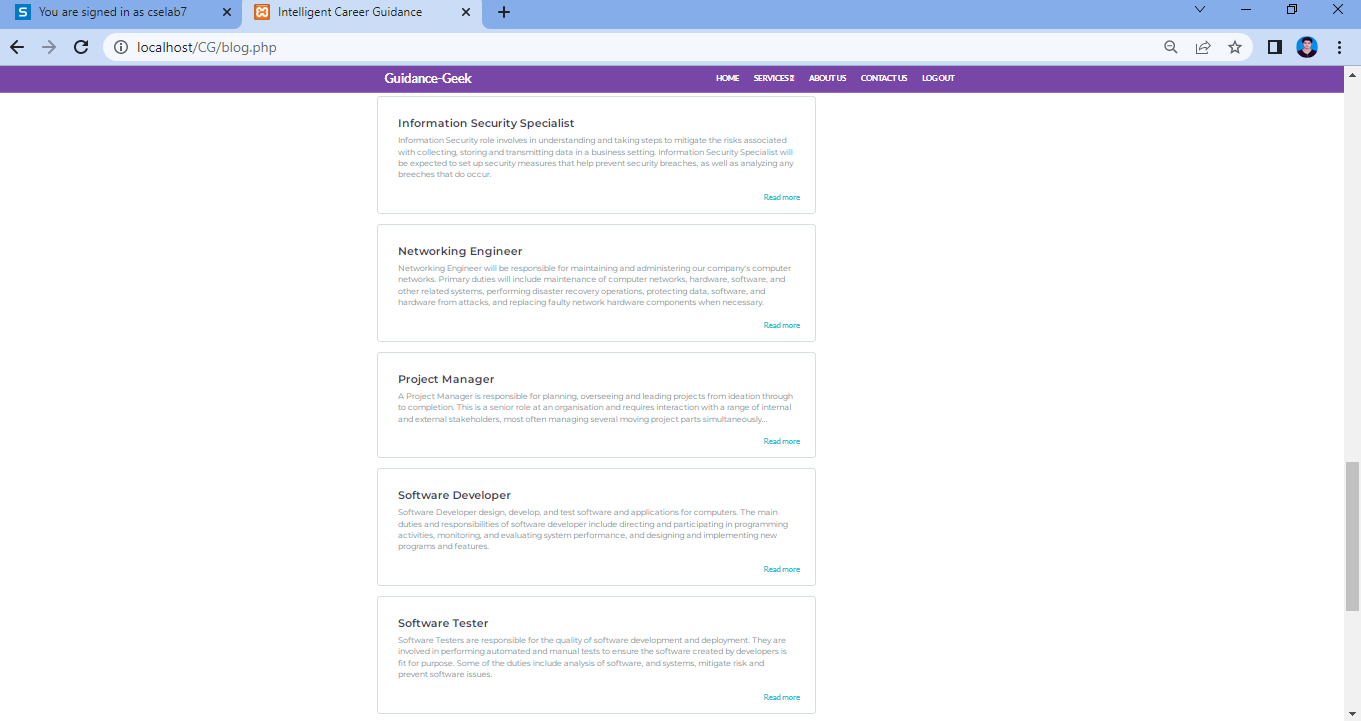 You are signed in as cselab7
Intelligent Career Guidance
localhost/CG/blog.php
Guidance-Geek
HOME SERVICES ABOUT US CONTACT US LOG OUT
Information Security Specialist
Information Security role involves in understanding and taking steps to mitigate the risks associated
with collecting, storing and transmitting data in a business setting. Information Security Specialist will
be expected to set up security measures that help prevent security breaches, as well as analyzing any
breeches that do occur.
Read more
Networking Engineer
Networking Engineer will be responsible for maintaining and administering our company's computer
networks. Primary duties will include maintenance of computer networks, hardware, software, and
other related systems, performing disaster recovery operations, protecting data, software, and
hardware from attacks, and replacing faulty network hardware components when necessary.
Read more
Project Manager
A Project Manager is responsible for planning, overseeing and leading projects from ideation through
to completion. This is a senior role at an organisation and requires interaction with a range of internal
and external stakeholders, most often managing several moving project parts simultaneously...
Read more
Software Developer
Software Developer design, develop, and test software and applications for computers. The main
duties and responsibilities of software developer include directing and participating in programming
activities, monitoring, and evaluating system performance, and designing and implementing new
programs and features.
Read more
Software Tester
Software Testers are responsible for the quality of software development and deployment. They are
involved in performing automated and manual tests to ensure the software created by developers is
fit for purpose. Some of the duties include analysis of software, and systems, mitigate risk and
prevent software issues.
Read more